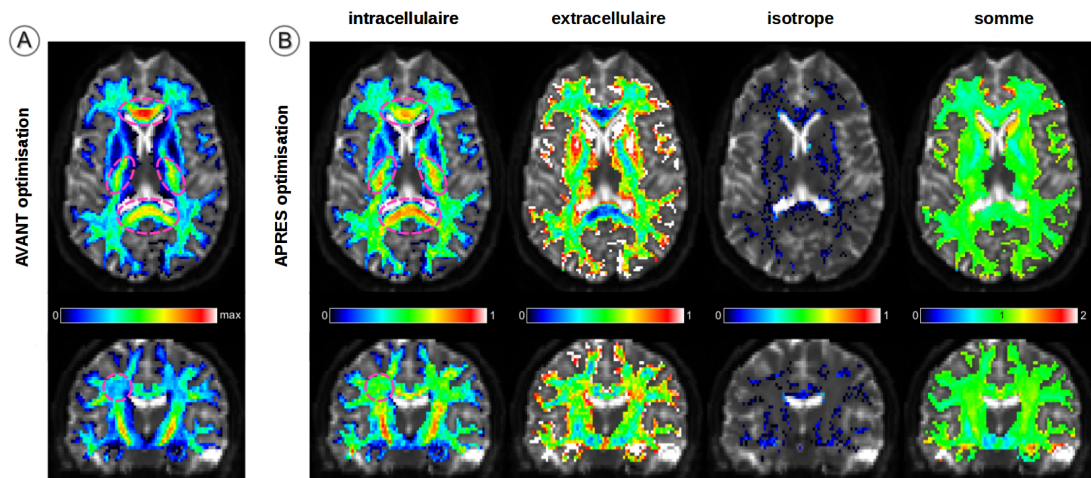 intracellulaire extracellulaire isotrope somme
A B
AVANT optimisation
APRES optimisation
0 max 0 1 0 1 0 1 0 1 2